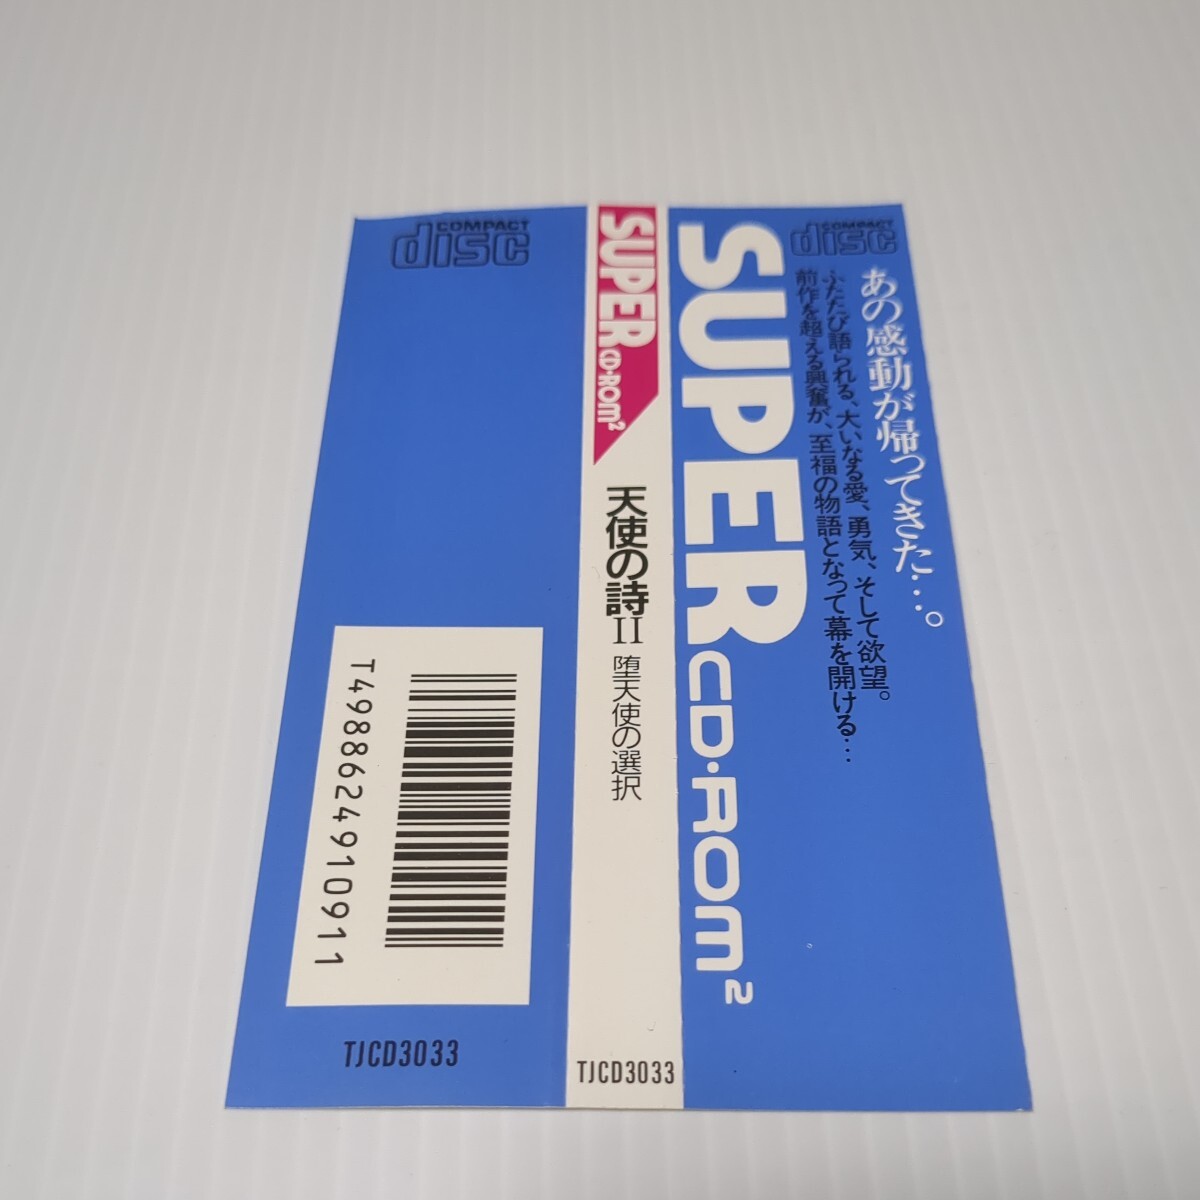 COMPACT
disc
T4988624910911
TJCD3033
SUPER
CD・ROM²
天使の詩II
堕天使の選択
TJCD3033
SUPER CD・ROM²
COMPACT
disc
あの感動が帰ってきた…。
ふたたび語られる、大いなる愛、勇気、そして欲望。
前作を超える興奮が、至福の物語となって幕を開ける…